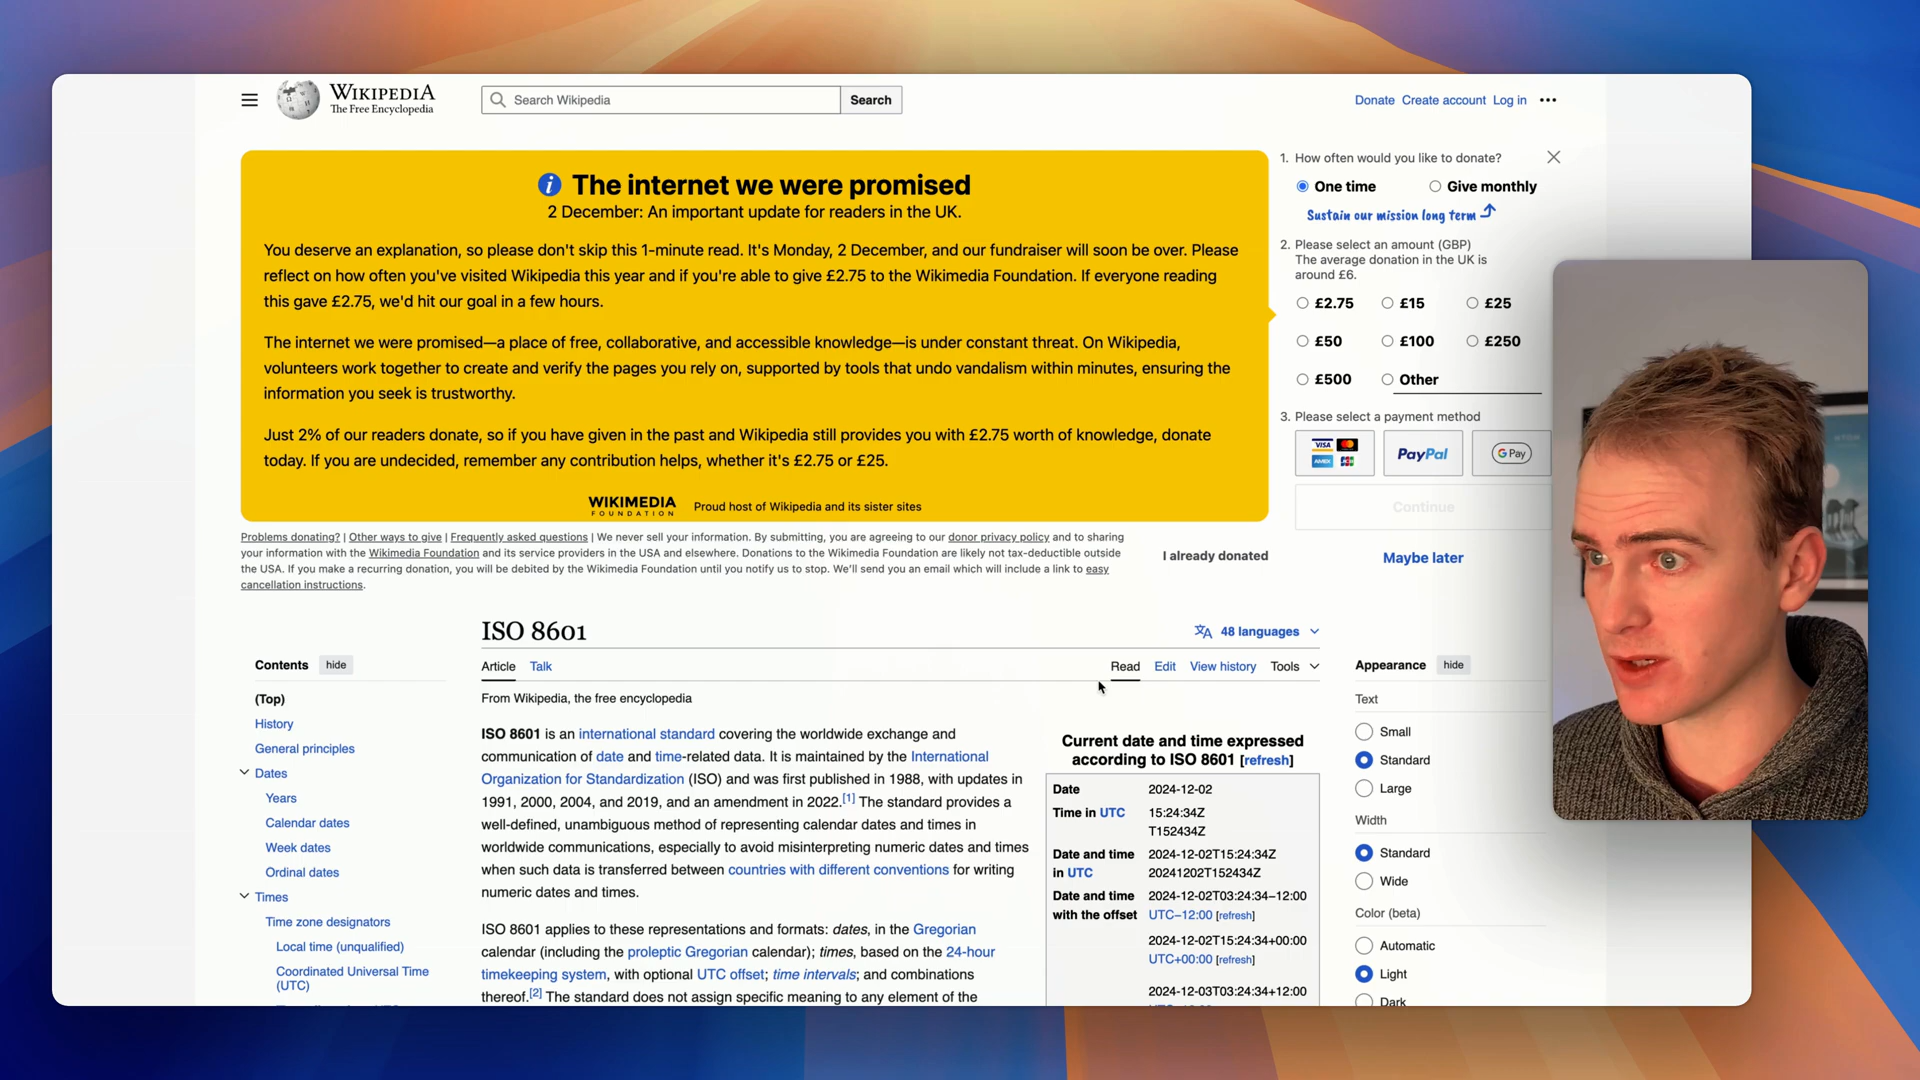 WIKIPEDIA
The Free Encyclopedia
Search Wikipedia
Search
Donate Create account Log in
The internet we were promised
2 December: An important update for readers in the UK.
You deserve an explanation, so please don't skip this 1-minute read. It's Monday, 2 December, and our fundraiser will soon be over. Please
reflect on how often you've visited Wikipedia this year and if you're able to give £2.75 to the Wikimedia Foundation. If everyone reading
this gave £2.75, we'd hit our goal in a few hours.
The internet we were promised—a place of free, collaborative, and accessible knowledge—is under constant threat. On Wikipedia,
volunteers work together to create and verify the pages you rely on, supported by tools that undo vandalism within minutes, ensuring the
information you seek is trustworthy.
Just 2% of our readers donate, so if you have given in the past and Wikipedia still provides you with £2.75 worth of knowledge, donate
today. If you are undecided, remember any contribution helps, whether it's £2.75 or £25.
WIKIMEDIA
FOUNDATION
Proud host of Wikipedia and its sister sites
1. How often would you like to donate?
One time
Give monthly
Sustain our mission long term
2. Please select an amount (GBP)
The average donation in the UK is
around £6.
£2.75
£15
£25
£50
£100
£250
£500
Other
3. Please select a payment method
VISA
AMEX JCB
PayPal
G Pay
Continue
Problems donating? | Other ways to give | Frequently asked questions | We never sell your information. By submitting, you are agreeing to our donor privacy policy and to sharing
your information with the Wikimedia Foundation and its service providers in the USA and elsewhere. Donations to the Wikimedia Foundation are likely not tax-deductible outside
the USA. If you make a recurring donation, you will be debited by the Wikimedia Foundation until you notify us to stop. We'll send you an email which will include a link to easy
cancellation instructions.
I already donated
Maybe later
ISO 8601
48 languages
Contents hide
(Top)
History
General principles
Dates
Years
Calendar dates
Week dates
Ordinal dates
Times
Time zone designators
Local time (unqualified)
Coordinated Universal Time
(UTC)
Article Talk
Read Edit View history Tools
From Wikipedia, the free encyclopedia
ISO 8601 is an international standard covering the worldwide exchange and
communication of date and time-related data. It is maintained by the International
Organization for Standardization (ISO) and was first published in 1988, with updates in
1991, 2000, 2004, and 2019, and an amendment in 2022.[1] The standard provides a
well-defined, unambiguous method of representing calendar dates and times in
worldwide communications, especially to avoid misinterpreting numeric dates and times
when such data is transferred between countries with different conventions for writing
numeric dates and times.
ISO 8601 applies to these representations and formats: dates, in the Gregorian
calendar (including the proleptic Gregorian calendar); times, based on the 24-hour
timekeeping system, with optional UTC offset; time intervals; and combinations
thereof.[2] The standard does not assign specific meaning to any element of the
Current date and time expressed
according to ISO 8601 [refresh]
Date 2024-12-02
Time in UTC 15:24:34Z
T152434Z
Date and time 2024-12-02T15:24:34Z
in UTC 20241202T152434Z
Date and time 2024-12-02T03:24:34−12:00
with the offset UTC−12:00 [refresh]
2024-12-02T15:24:34+00:00
UTC+00:00 [refresh]
2024-12-03T03:24:34+12:00
Appearance hide
Text
Small
Standard
Large
Width
Standard
Wide
Color (beta)
Automatic
Light
Dark